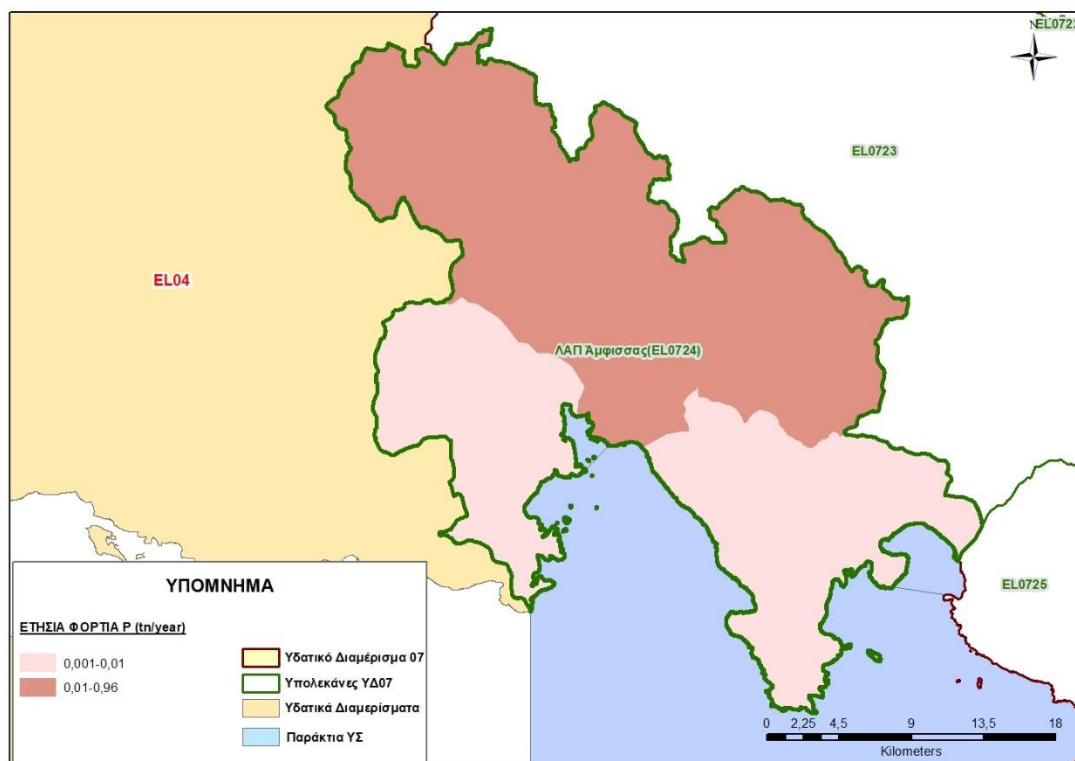 EL0722
N
EL0723
EL04
ΛΑΠ Άμφισσας(EL0724)
EL0725
ΥΠΟΜΝΗΜΑ
ΕΤΗΣΙΑ ΦΟΡΤΙΑ P (tn/year)
0,001-0,01
0,01-0,96
Υδατικό Διαμέρισμα 07
Υπολεκάνες ΥΔ07
Υδατικά Διαμερίσματα
Παράκτια ΥΣ
0 2,25 4,5 9 13,5 18
Kilometers